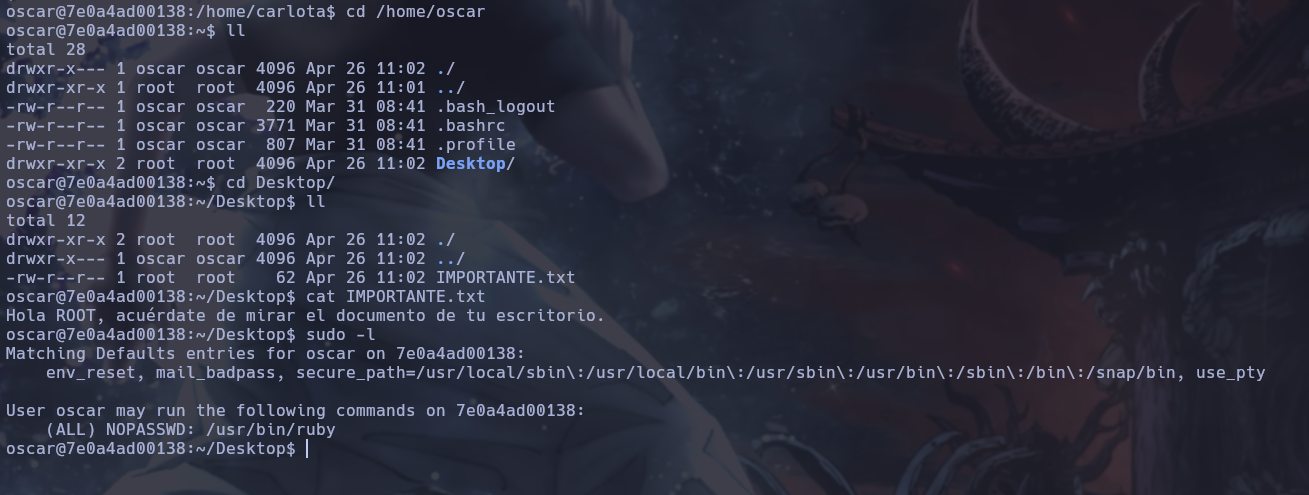 oscar@7e0a4ad00138:/home/carlota$ cd /home/oscar
oscar@7e0a4ad00138:~$ ll
total 28
drwxr-x--- 1 oscar oscar 4096 Apr 26 11:02 ./
drwxr-xr-x 1 root  root  4096 Apr 26 11:01 ../
-rw-r--r-- 1 oscar oscar  220 Mar 31 08:41 .bash_logout
-rw-r--r-- 1 oscar oscar 3771 Mar 31 08:41 .bashrc
-rw-r--r-- 1 oscar oscar  807 Mar 31 08:41 .profile
drwxr-xr-x 2 root  root  4096 Apr 26 11:02 Desktop/
oscar@7e0a4ad00138:~$ cd Desktop/
oscar@7e0a4ad00138:~/Desktop$ ll
total 12
drwxr-xr-x 2 root  root  4096 Apr 26 11:02 ./
drwxr-x--- 1 oscar oscar 4096 Apr 26 11:02 ../
-rw-r--r-- 1 root  root    62 Apr 26 11:02 IMPORTANTE.txt
oscar@7e0a4ad00138:~/Desktop$ cat IMPORTANTE.txt
Hola ROOT, acuérdate de mirar el documento de tu escritorio.
oscar@7e0a4ad00138:~/Desktop$ sudo -l
Matching Defaults entries for oscar on 7e0a4ad00138:
    env_reset, mail_badpass, secure_path=/usr/local/sbin\:/usr/local/bin\:/usr/sbin\:/usr/bin\:/sbin\:/bin\:/snap/bin, use_pty
User oscar may run the following commands on 7e0a4ad00138:
    (ALL) NOPASSWD: /usr/bin/ruby
oscar@7e0a4ad00138:~/Desktop$